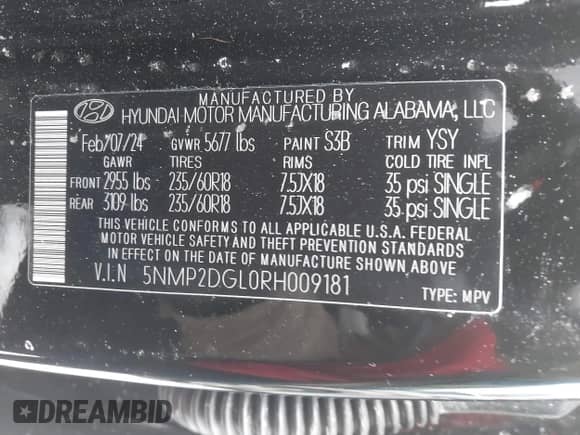 MANUFACTURED BY
HYUNDAI MOTOR MANUFACTURING ALABAMA, LLC
Feb/07/24 GVWR 5677 lbs PAINT S3B TRIM YSY
GAWR TIRES RIMS COLD TIRE INFL
FRONT 2955 lbs 235/60R18 7.5JX18 35 psi SINGLE
REAR 3109 lbs 235/60R18 7.5JX18 35 psi SINGLE
THIS VEHICLE CONFORMS TO ALL APPLICABLE U.S.A. FEDERAL
MOTOR VEHICLE SAFETY AND THEFT PREVENTION STANDARDS
IN EFFECT ON THE DATE OF MANUFACTURE SHOWN ABOVE.
V.I.N 5NMP2DGL0RH009181
TYPE: MPV
DREAMBID